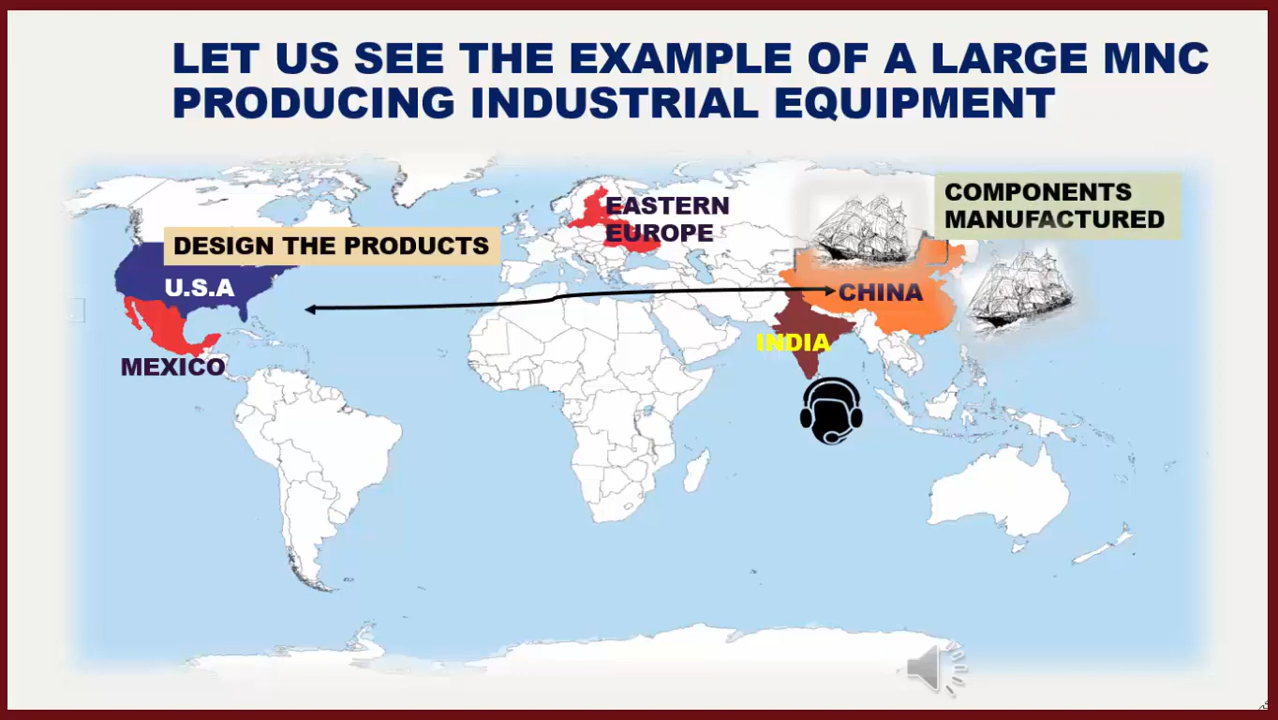 LET US SEE THE EXAMPLE OF A LARGE MNC
PRODUCING INDUSTRIAL EQUIPMENT
COMPONENTS
MANUFACTURED
EASTERN
EUROPE
DESIGN THE PRODUCTS
U.S.A
CHINA
INDIA
MEXICO